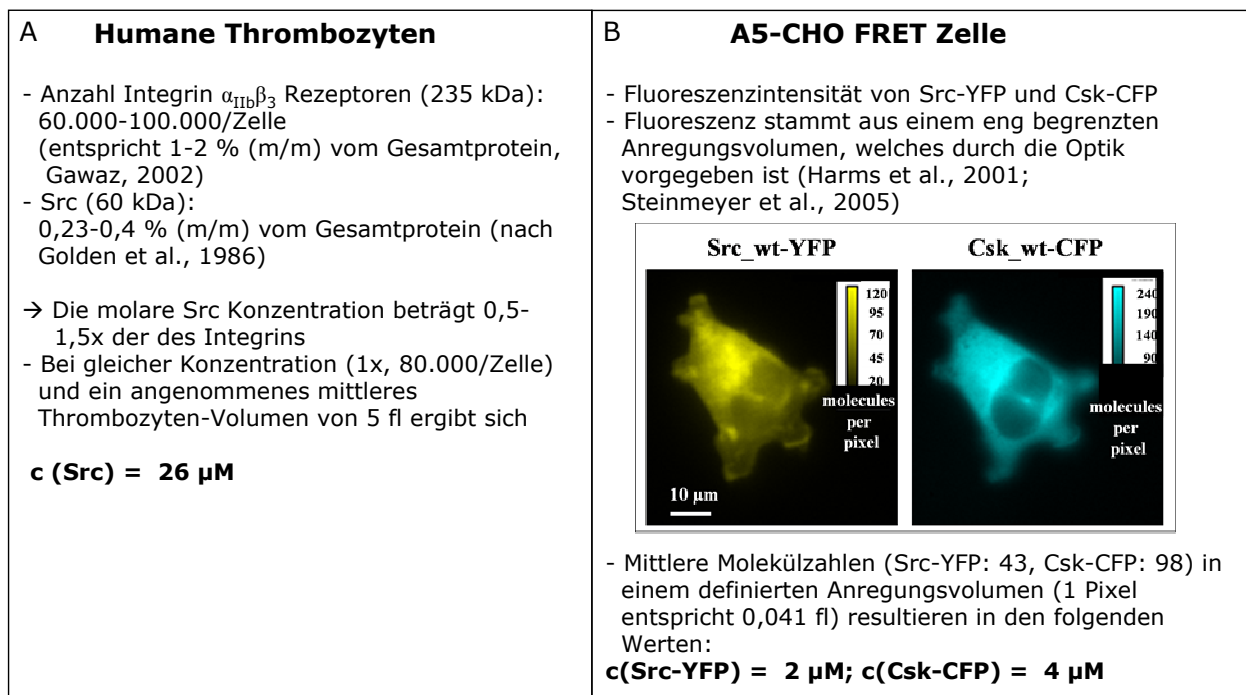 A Humane Thrombozyten
- Anzahl Integrin αIIbβ3 Rezeptoren (235 kDa):
60.000-100.000/Zelle
(entspricht 1-2 % (m/m) vom Gesamtprotein,
Gawaz, 2002)
- Src (60 kDa):
0,23-0,4 % (m/m) vom Gesamtprotein (nach
Golden et al., 1986)
→ Die molare Src Konzentration beträgt 0,5-
1,5x der des Integrins
- Bei gleicher Konzentration (1x, 80.000/Zelle)
und ein angenommenes mittleres
Thrombozyten-Volumen von 5 fl ergibt sich
c (Src) = 26 µM
B A5-CHO FRET Zelle
- Fluoreszenzintensität von Src-YFP und Csk-CFP
- Fluoreszenz stammt aus einem eng begrenzten
Anregungsvolumen, welches durch die Optik
vorgegeben ist (Harms et al., 2001;
Steinmeyer et al., 2005)
Src_wt-YFP
120
95
70
45
20
molecules
per
pixel
10 µm
Csk_wt-CFP
240
190
140
90
molecules
per
pixel
- Mittlere Molekülzahlen (Src-YFP: 43, Csk-CFP: 98) in
einem definierten Anregungsvolumen (1 Pixel
entspricht 0,041 fl) resultieren in den folgenden
Werten:
c(Src-YFP) = 2 µM; c(Csk-CFP) = 4 µM